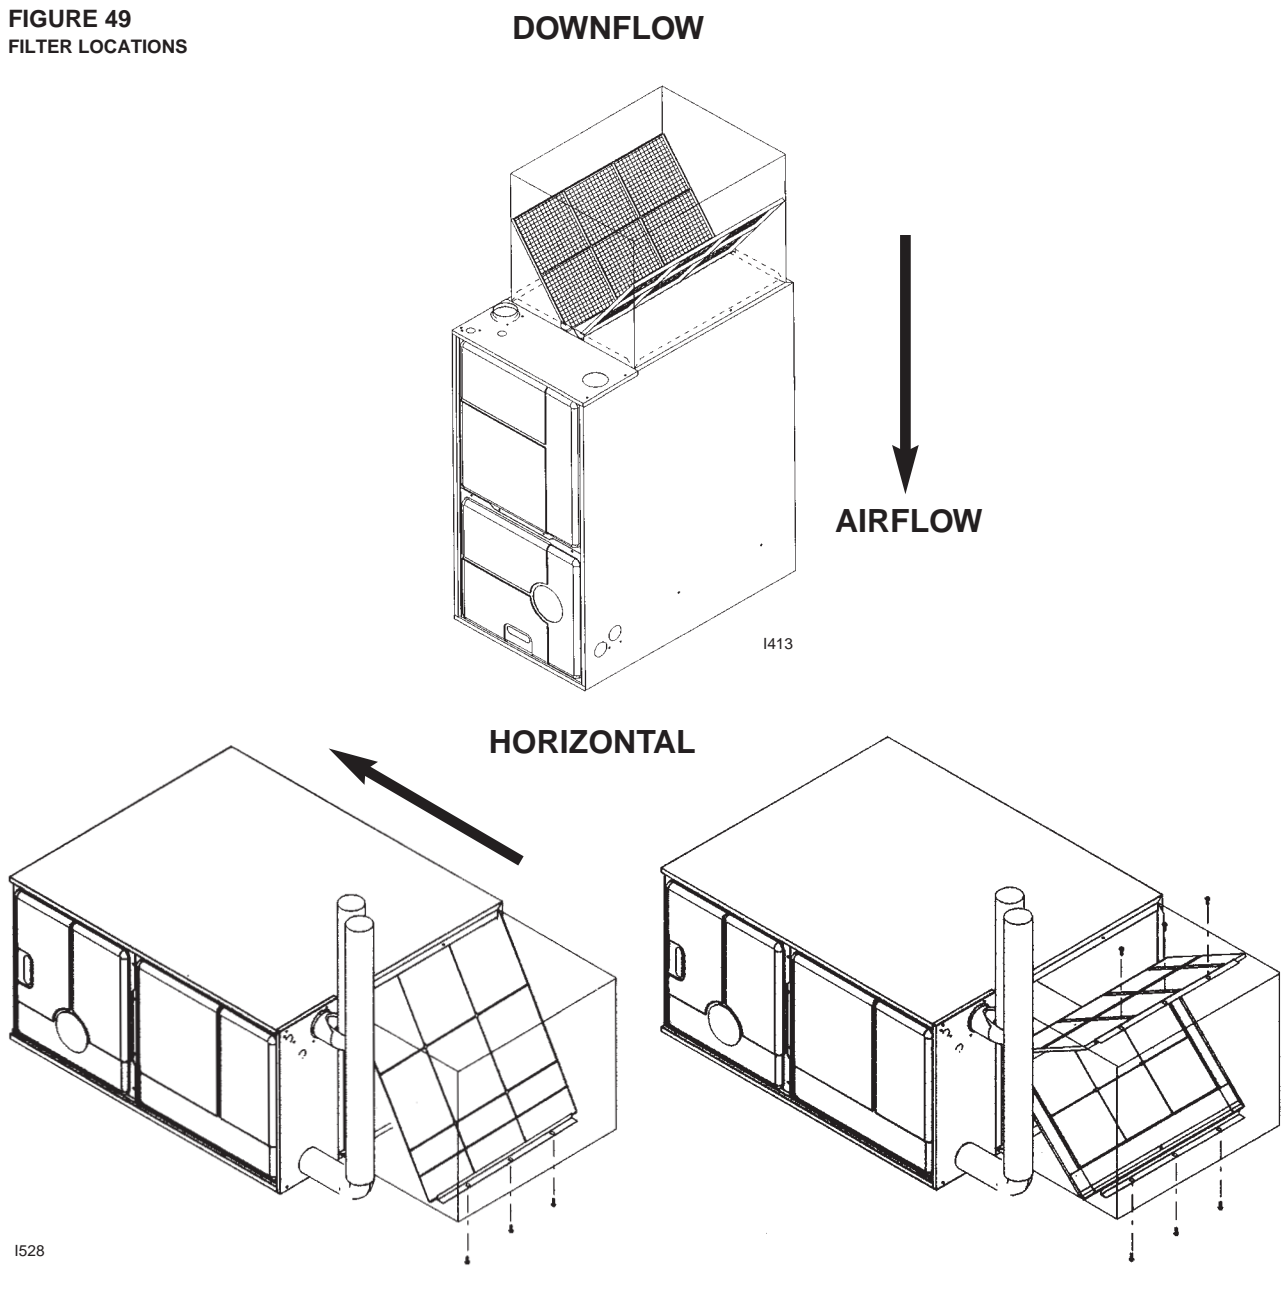 FIGURE 49
FILTER LOCATIONS
DOWNFLOW
AIRFLOW
I413
HORIZONTAL
I528